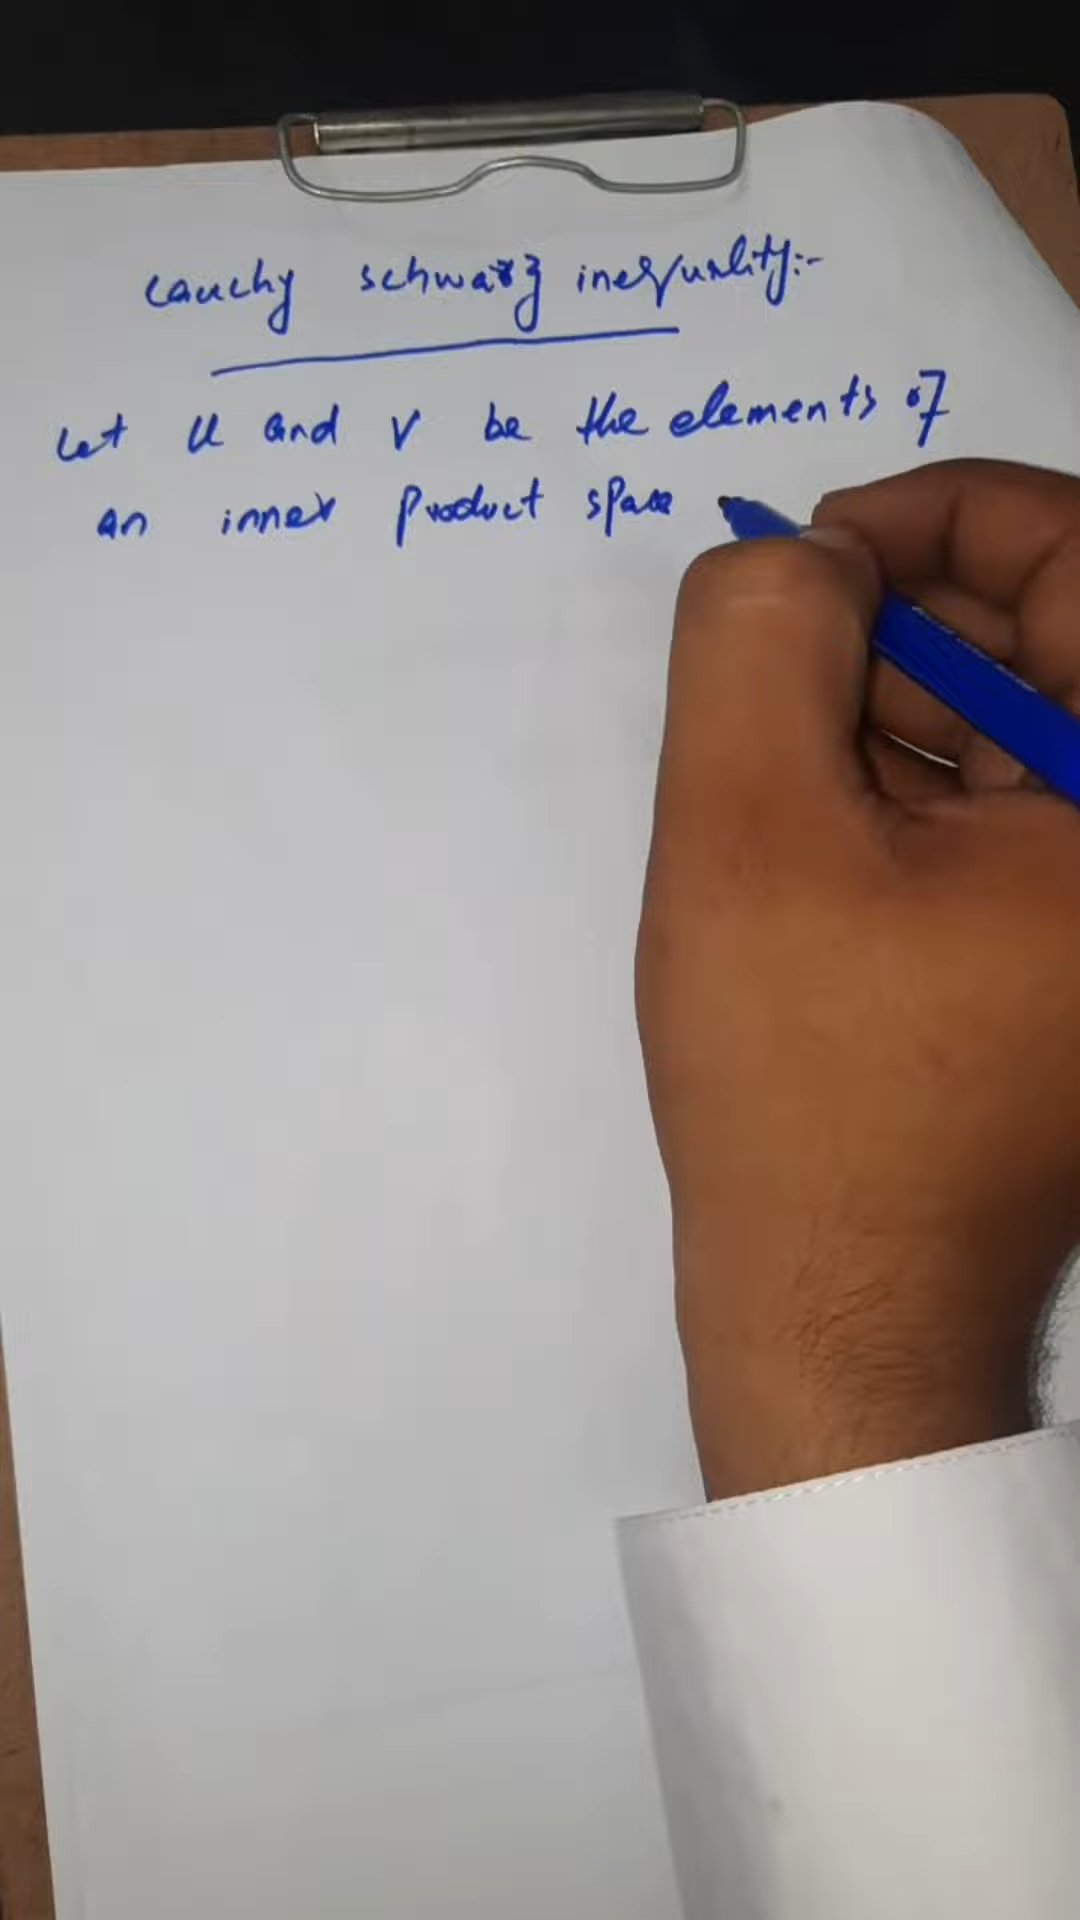 Cauchy schwarz inequality:-
Let u and v be the elements of
an inner product space